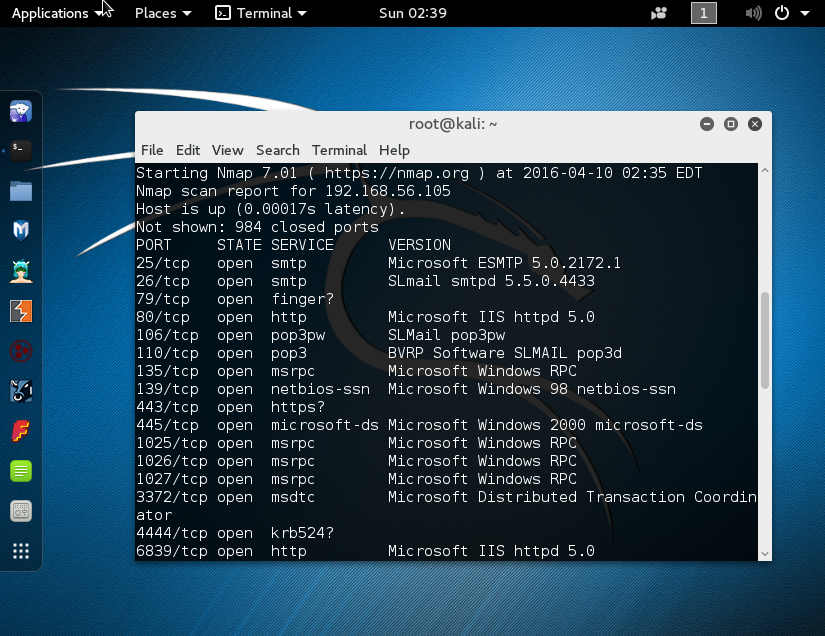 Applications Places Terminal Sun 02:39 1
root@kali: ~
File Edit View Search Terminal Help
Starting Nmap 7.01 ( https://nmap.org ) at 2016-04-10 02:35 EDT
Nmap scan report for 192.168.56.105
Host is up (0.00017s latency).
Not shown: 984 closed ports
PORT     STATE SERVICE      VERSION
25/tcp   open  smtp         Microsoft ESMTP 5.0.2172.1
26/tcp   open  smtp         SLmail smtpd 5.5.0.4433
79/tcp   open  finger?
80/tcp   open  http         Microsoft IIS httpd 5.0
106/tcp  open  pop3pw       SLMail pop3pw
110/tcp  open  pop3         BVRP Software SLMAIL pop3d
135/tcp  open  msrpc        Microsoft Windows RPC
139/tcp  open  netbios-ssn  Microsoft Windows 98 netbios-ssn
443/tcp  open  https?
445/tcp  open  microsoft-ds Microsoft Windows 2000 microsoft-ds
1025/tcp open  msrpc        Microsoft Windows RPC
1026/tcp open  msrpc        Microsoft Windows RPC
1027/tcp open  msrpc        Microsoft Windows RPC
3372/tcp open  msdtc        Microsoft Distributed Transaction Coordin
ator
4444/tcp open  krb524?
6839/tcp open  http         Microsoft IIS httpd 5.0